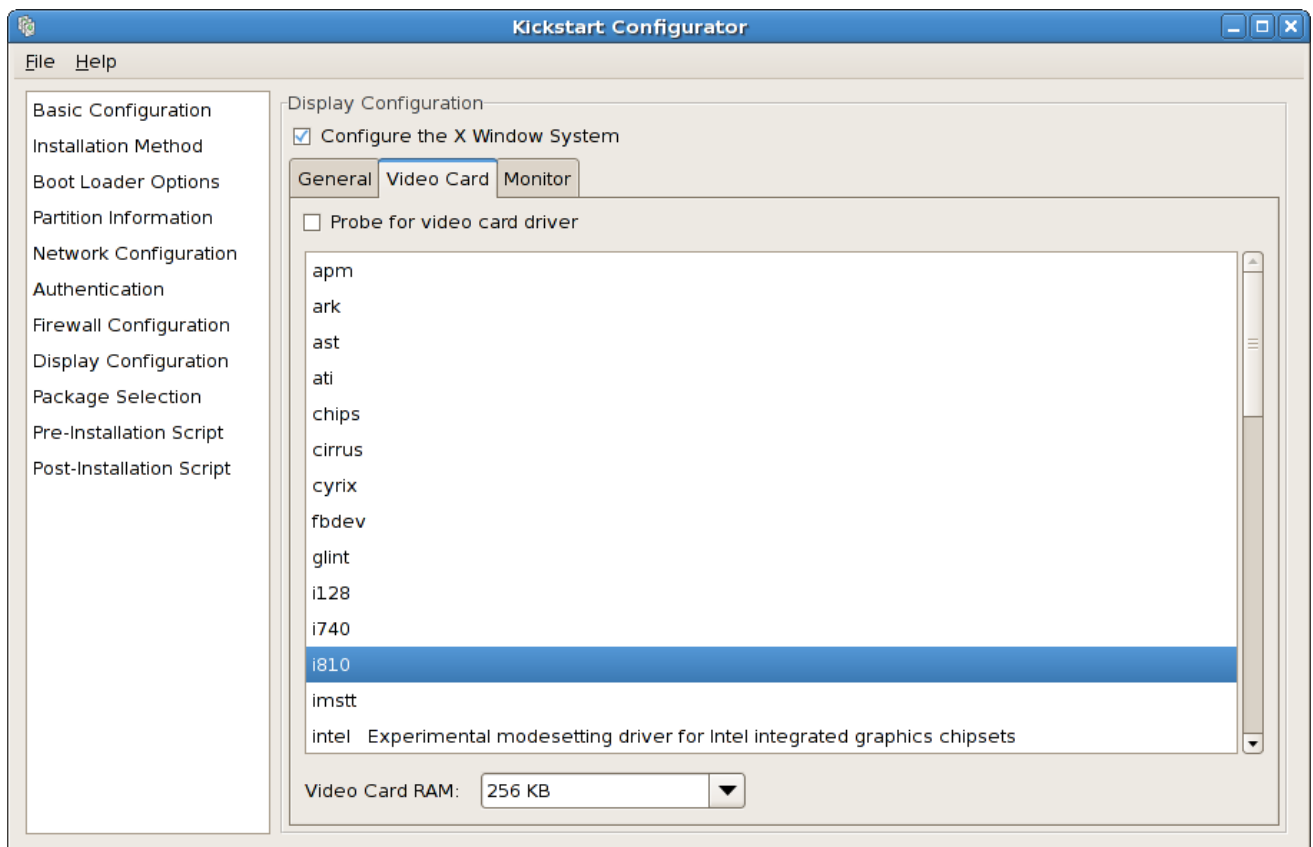 Kickstart Configurator
File Help
Basic Configuration
Installation Method
Boot Loader Options
Partition Information
Network Configuration
Authentication
Firewall Configuration
Display Configuration
Package Selection
Pre-Installation Script
Post-Installation Script
Display Configuration
Configure the X Window System
General Video Card Monitor
Probe for video card driver
apm
ark
ast
ati
chips
cirrus
cyrix
fbdev
glint
i128
i740
i810
imstt
intel Experimental modesetting driver for Intel integrated graphics chipsets
Video Card RAM: 256 KB